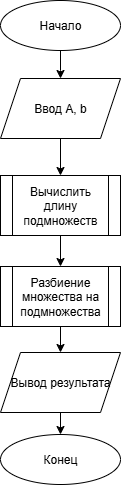 Начало
Ввод A, b
Вычислить
длину
подмножеств
Разбиение
множества на
подмножества
Вывод результата
Конец